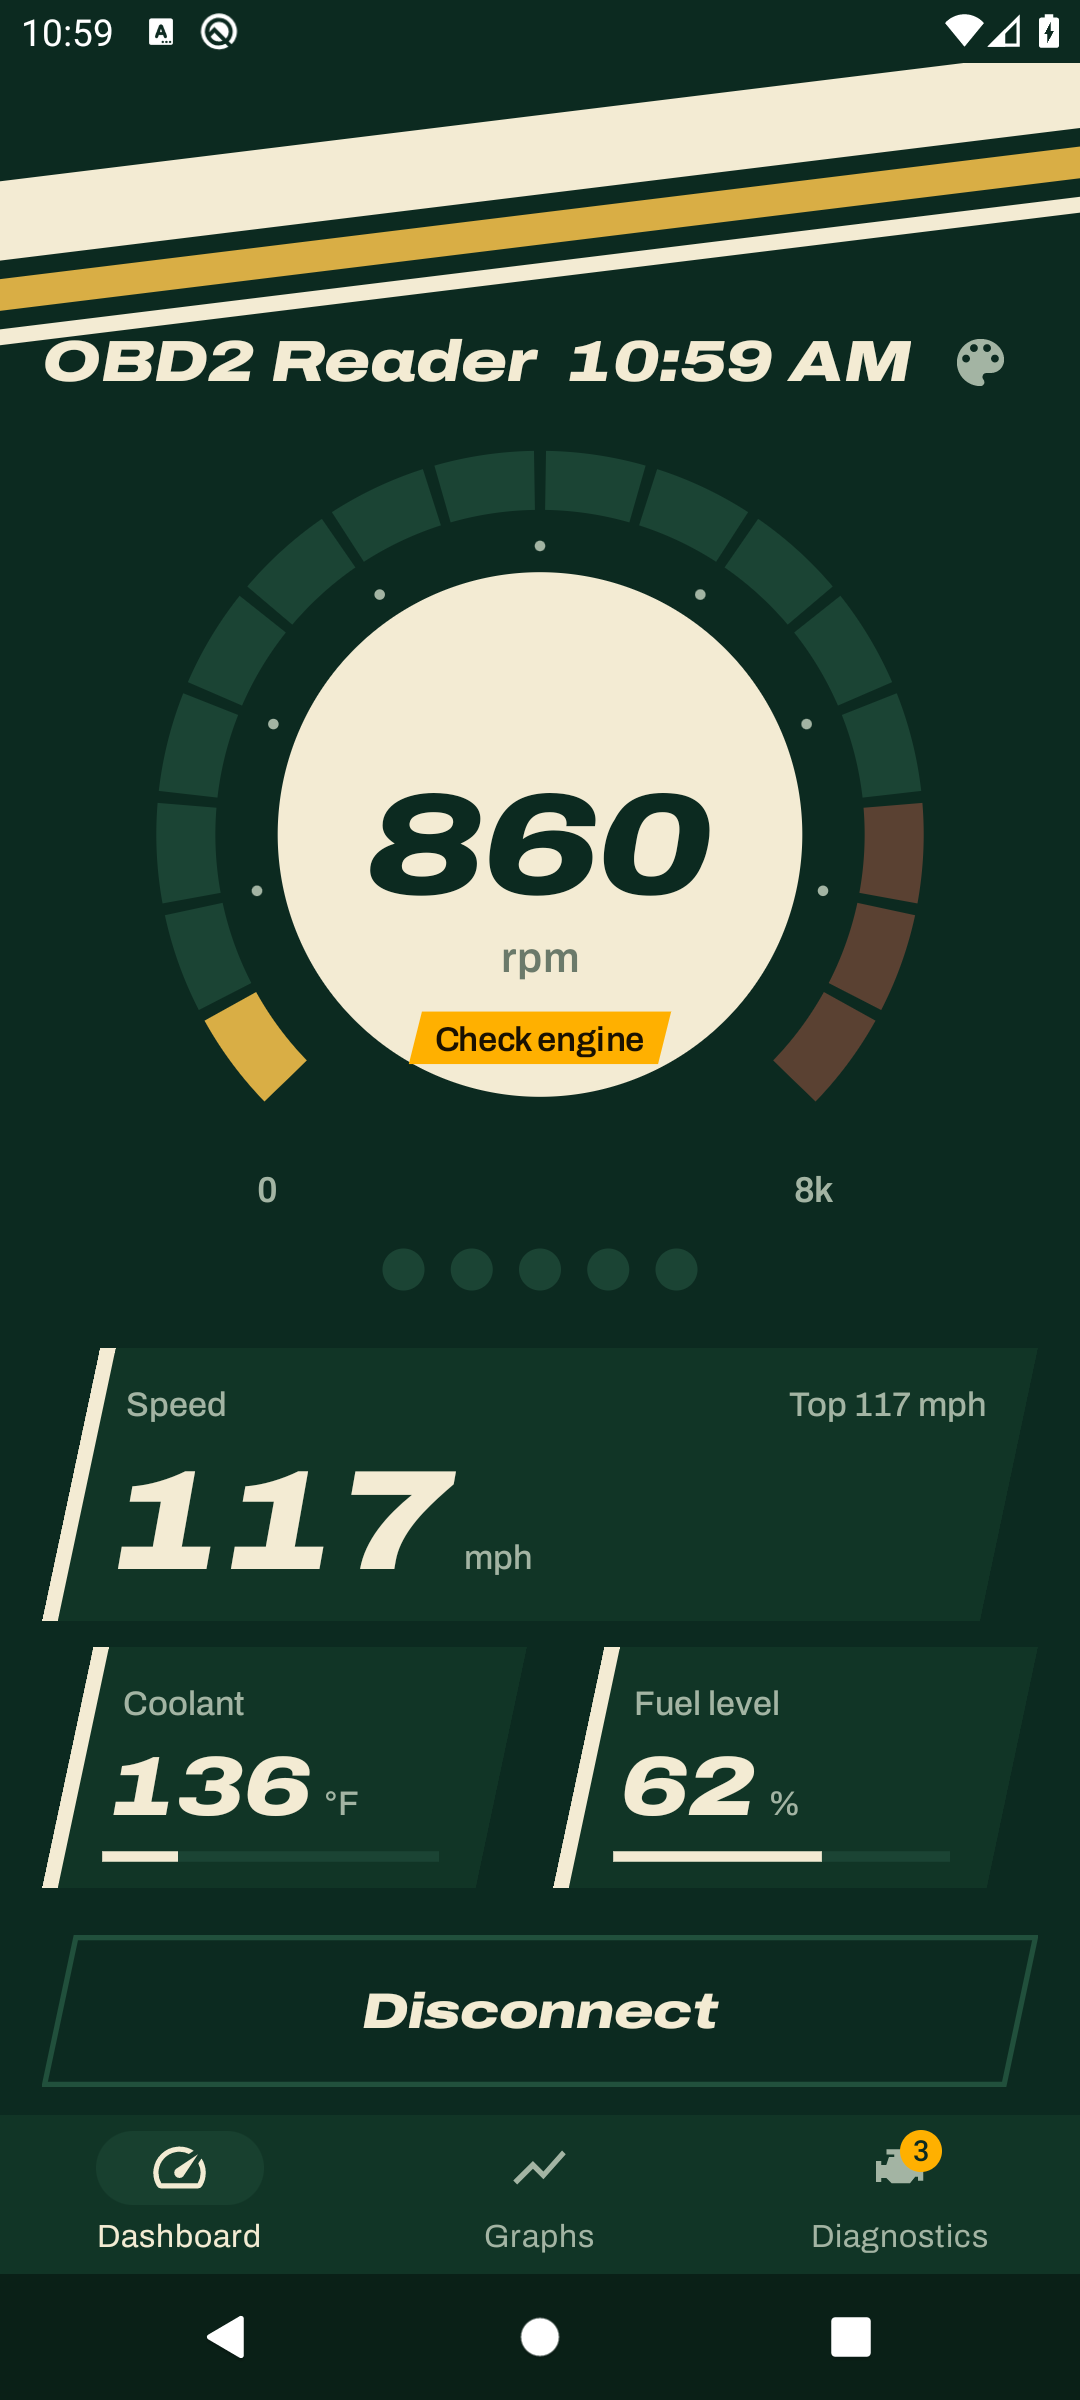 10:59
OBD2 Reader 10:59 AM
860
rpm
Check engine
0 8k
Speed Top 117 mph
117 mph
Coolant Fuel level
136 °F 62 %
Disconnect
3
Dashboard Graphs Diagnostics